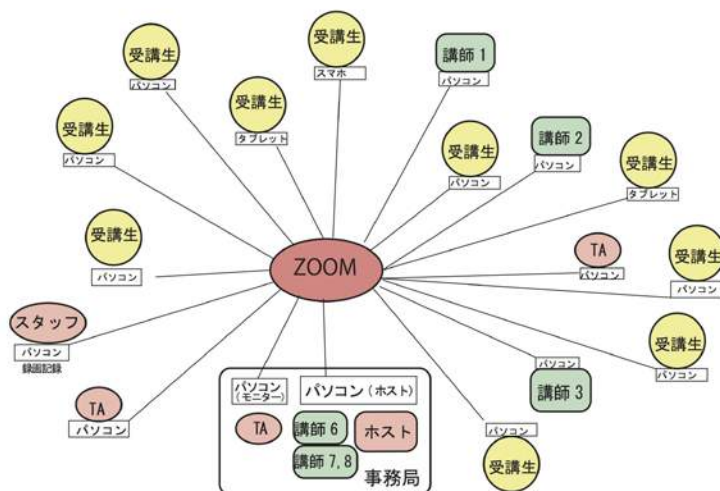 受講生
スマホ
受講生
パソコン
講師 1
パソコン
受講生
タブレット
受講生
パソコン
受講生
パソコン
講師 2
パソコン
受講生
タブレット
受講生
パソコン
ZOOM
TA
パソコン
受講生
パソコン
スタッフ
パソコン
録画記録
受講生
パソコン
パソコン
講師 3
TA
パソコン
パソコン
(モニター)
パソコン(ホスト)
TA
講師 6
ホスト
講師 7, 8
事務局
パソコン
受講生